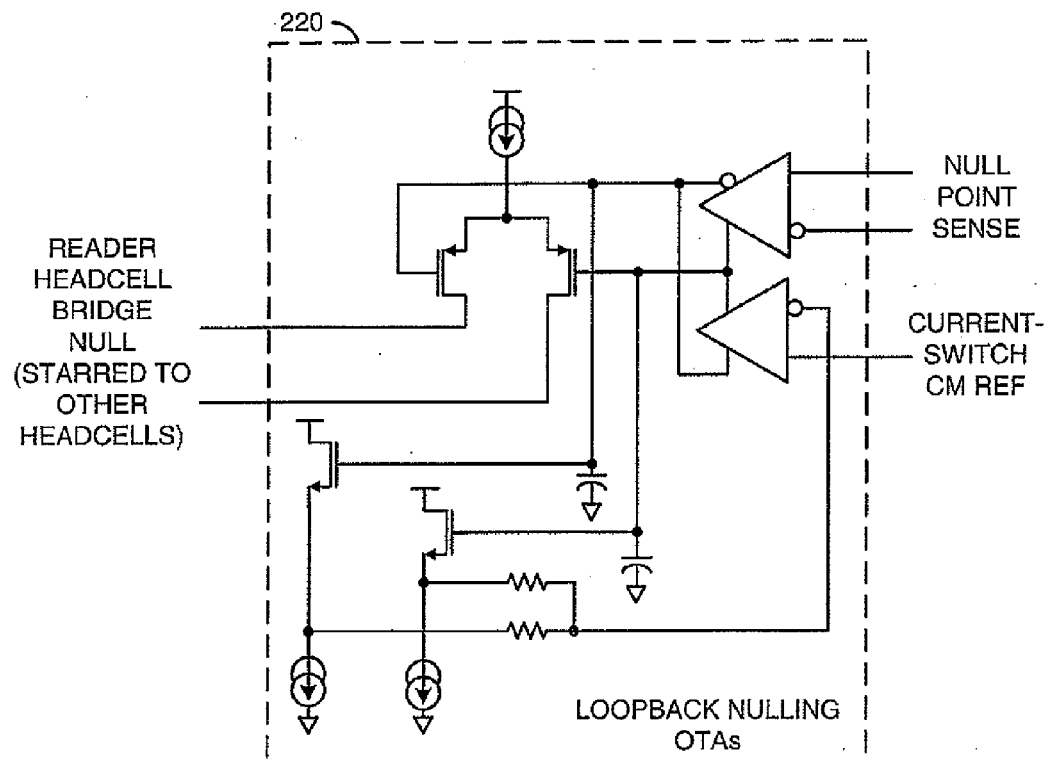 220
READER
HEADCELL
BRIDGE
NULL
(STARRED TO
OTHER
HEADCELLS)
NULL
POINT
SENSE
CURRENT-
SWITCH
CM REF
LOOPBACK NULLING
OTAs